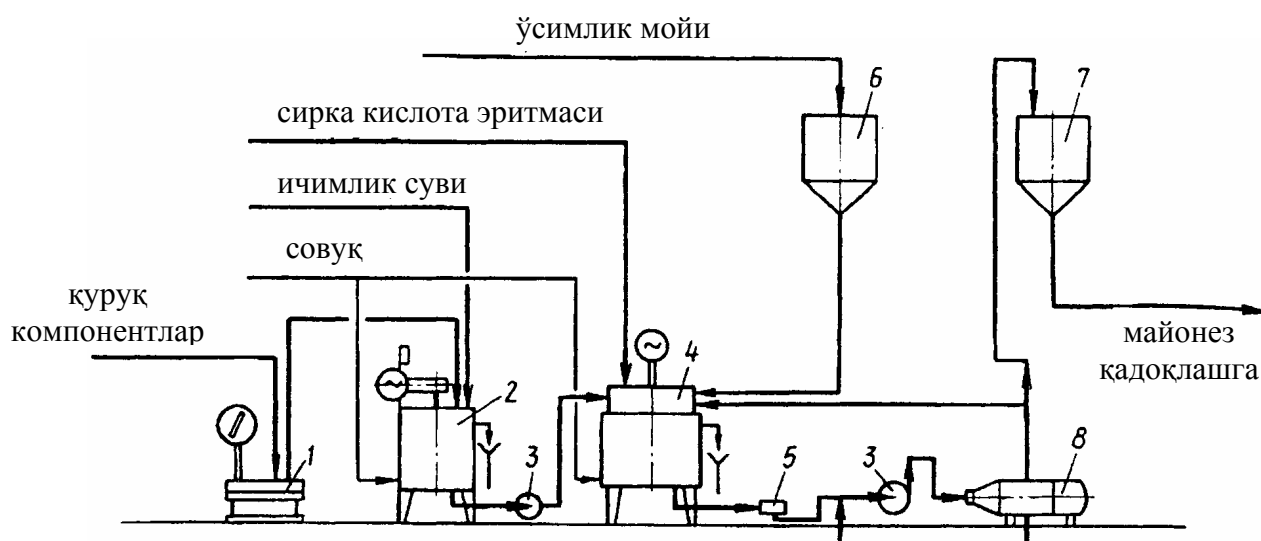 ўсимлик мойи
6
7
сирка кислота эритмаси
ичимлик суви
совуқ
қуруқ
компонентлар
майонез
қадоқлашга
4
2
1
3
5
3
8